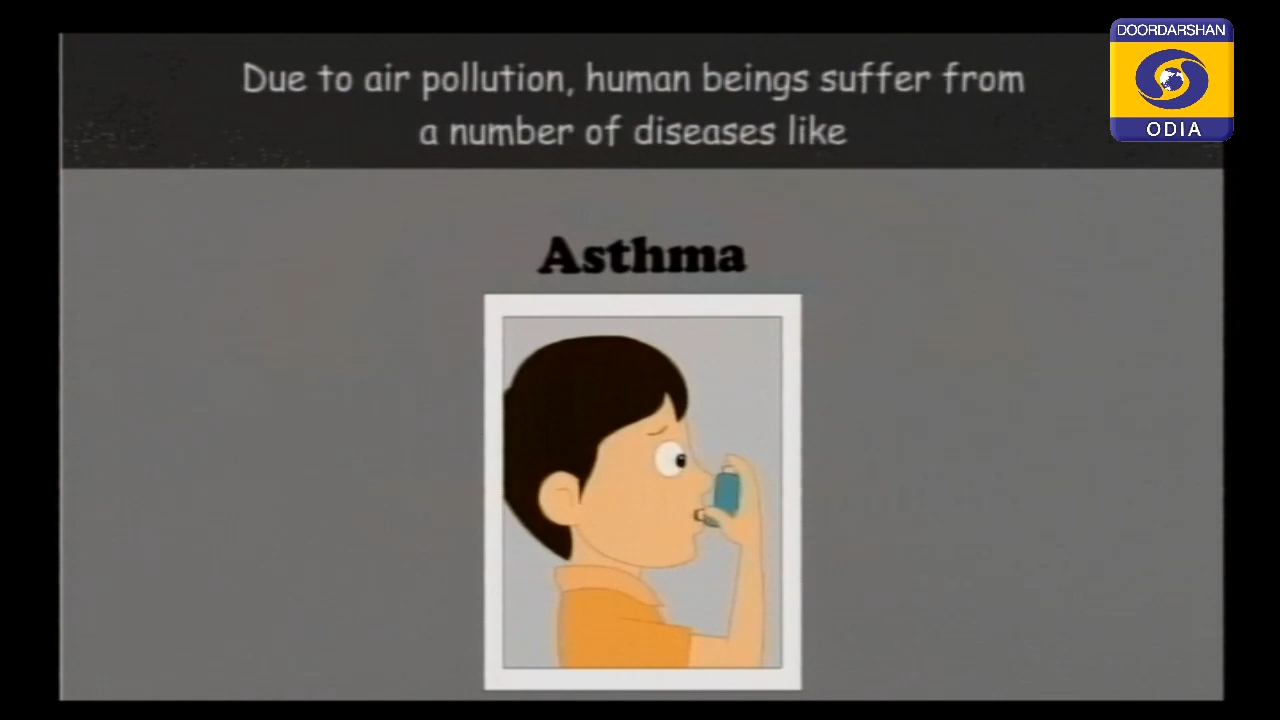 DOORDARSHAN
ODIA
Due to air pollution, human beings suffer from
a number of diseases like
Asthma